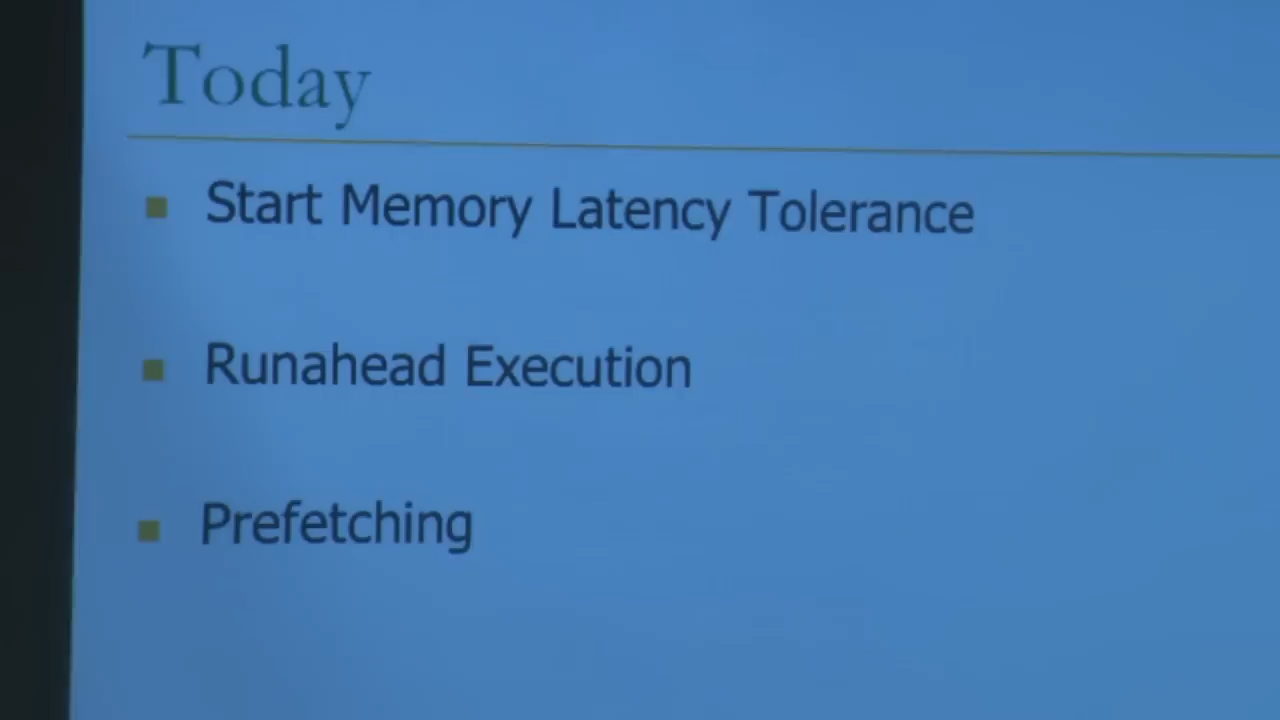 Today
Start Memory Latency Tolerance
Runahead Execution
Prefetching